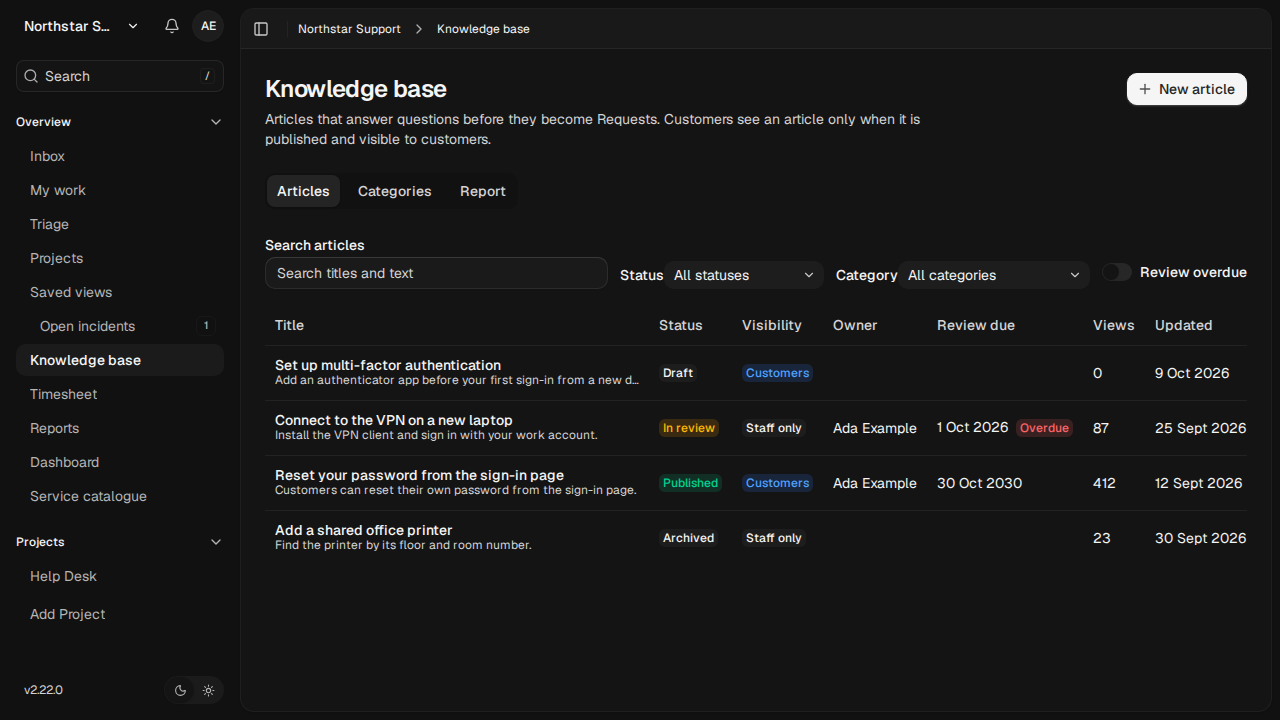 Northstar S...
AE
Search
/
Overview
Inbox
My work
Triage
Projects
Saved views
Open incidents
1
Knowledge base
Timesheet
Reports
Dashboard
Service catalogue
Projects
Help Desk
Add Project
v2.22.0
Northstar Support
Knowledge base
Knowledge base
New article
Articles that answer questions before they become Requests. Customers see an article only when it is
published and visible to customers.
Articles
Categories
Report
Search articles
Search titles and text
Status
All statuses
Category
All categories
Review overdue
Title Status Visibility Owner Review due Views Updated
Set up multi-factor authentication
Add an authenticator app before your first sign-in from a new d...
Draft Customers 0 9 Oct 2026
Connect to the VPN on a new laptop
Install the VPN client and sign in with your work account.
In review Staff only Ada Example 1 Oct 2026 Overdue 87 25 Sept 2026
Reset your password from the sign-in page
Customers can reset their own password from the sign-in page.
Published Customers Ada Example 30 Oct 2030 412 12 Sept 2026
Add a shared office printer
Find the printer by its floor and room number.
Archived Staff only 23 30 Sept 2026